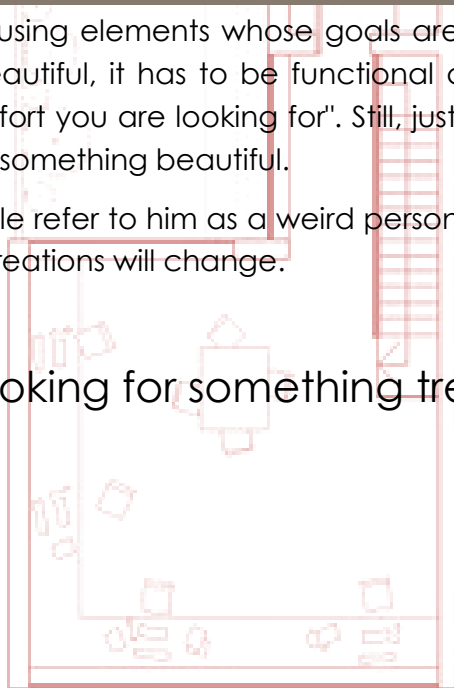 using elements whose goals are
eautiful, it has to be functional
fort you are looking for". Still, just
something beautiful.
le refer to him as a weird person
reations will change.
oking for something tre